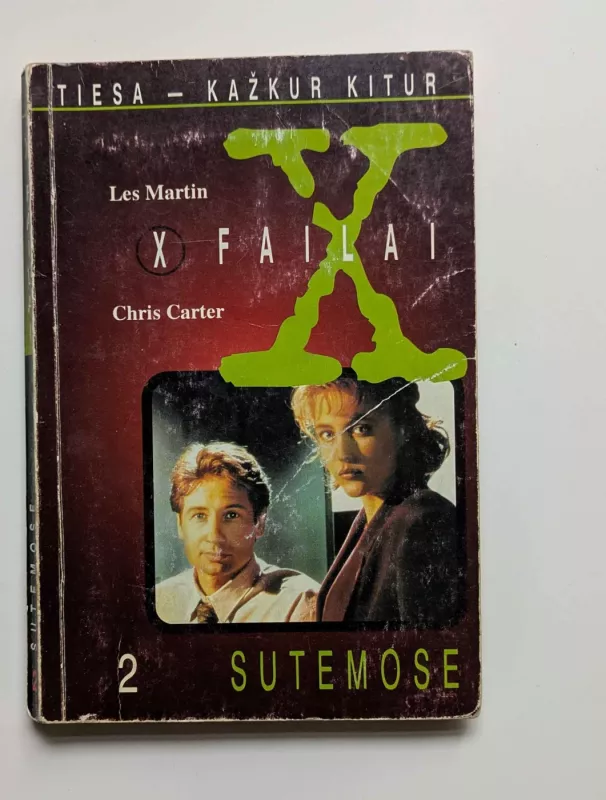 TIESA — KAŽKUR KITUR
Les Martin
X FAILAI
Chris Carter
2 SUTEMOSE
SUTEMOSE